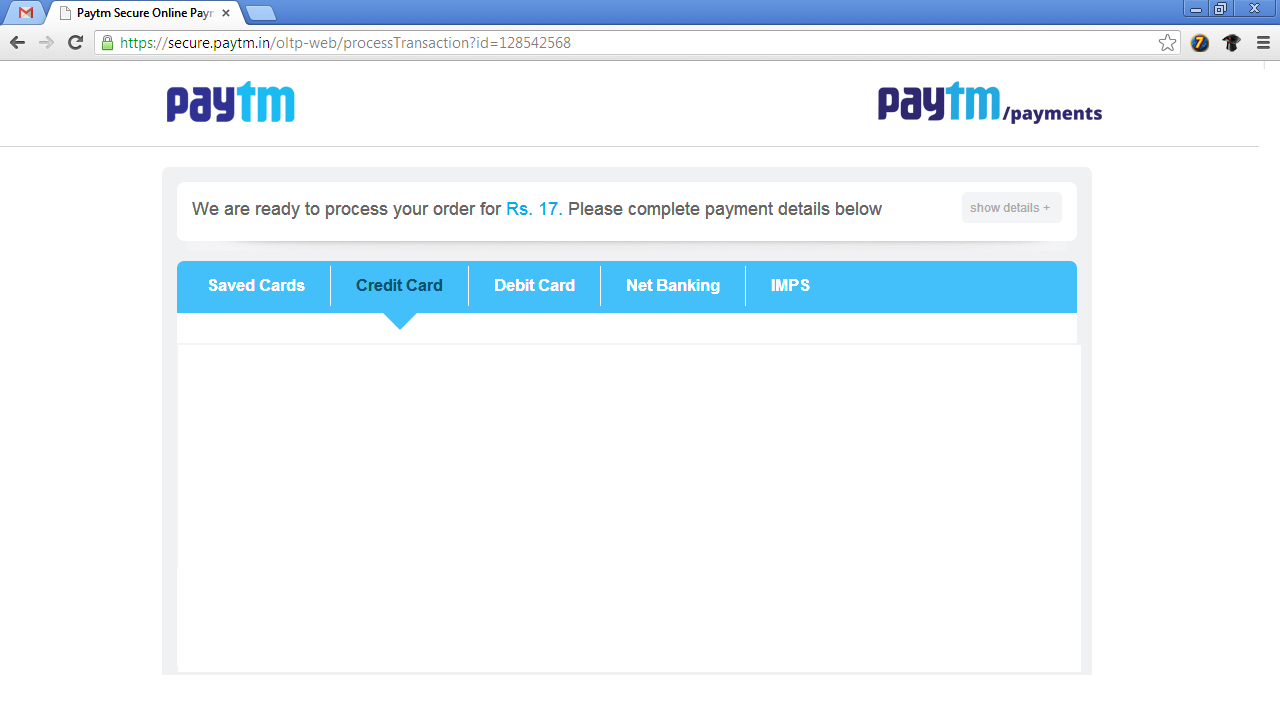 Paytm Secure Online Payr
https://secure.paytm.in/oltp-web/processTransaction?id=128542568
paytm
paytm/payments
We are ready to process your order for Rs. 17. Please complete payment details below
show details +
Saved Cards Credit Card Debit Card Net Banking IMPS